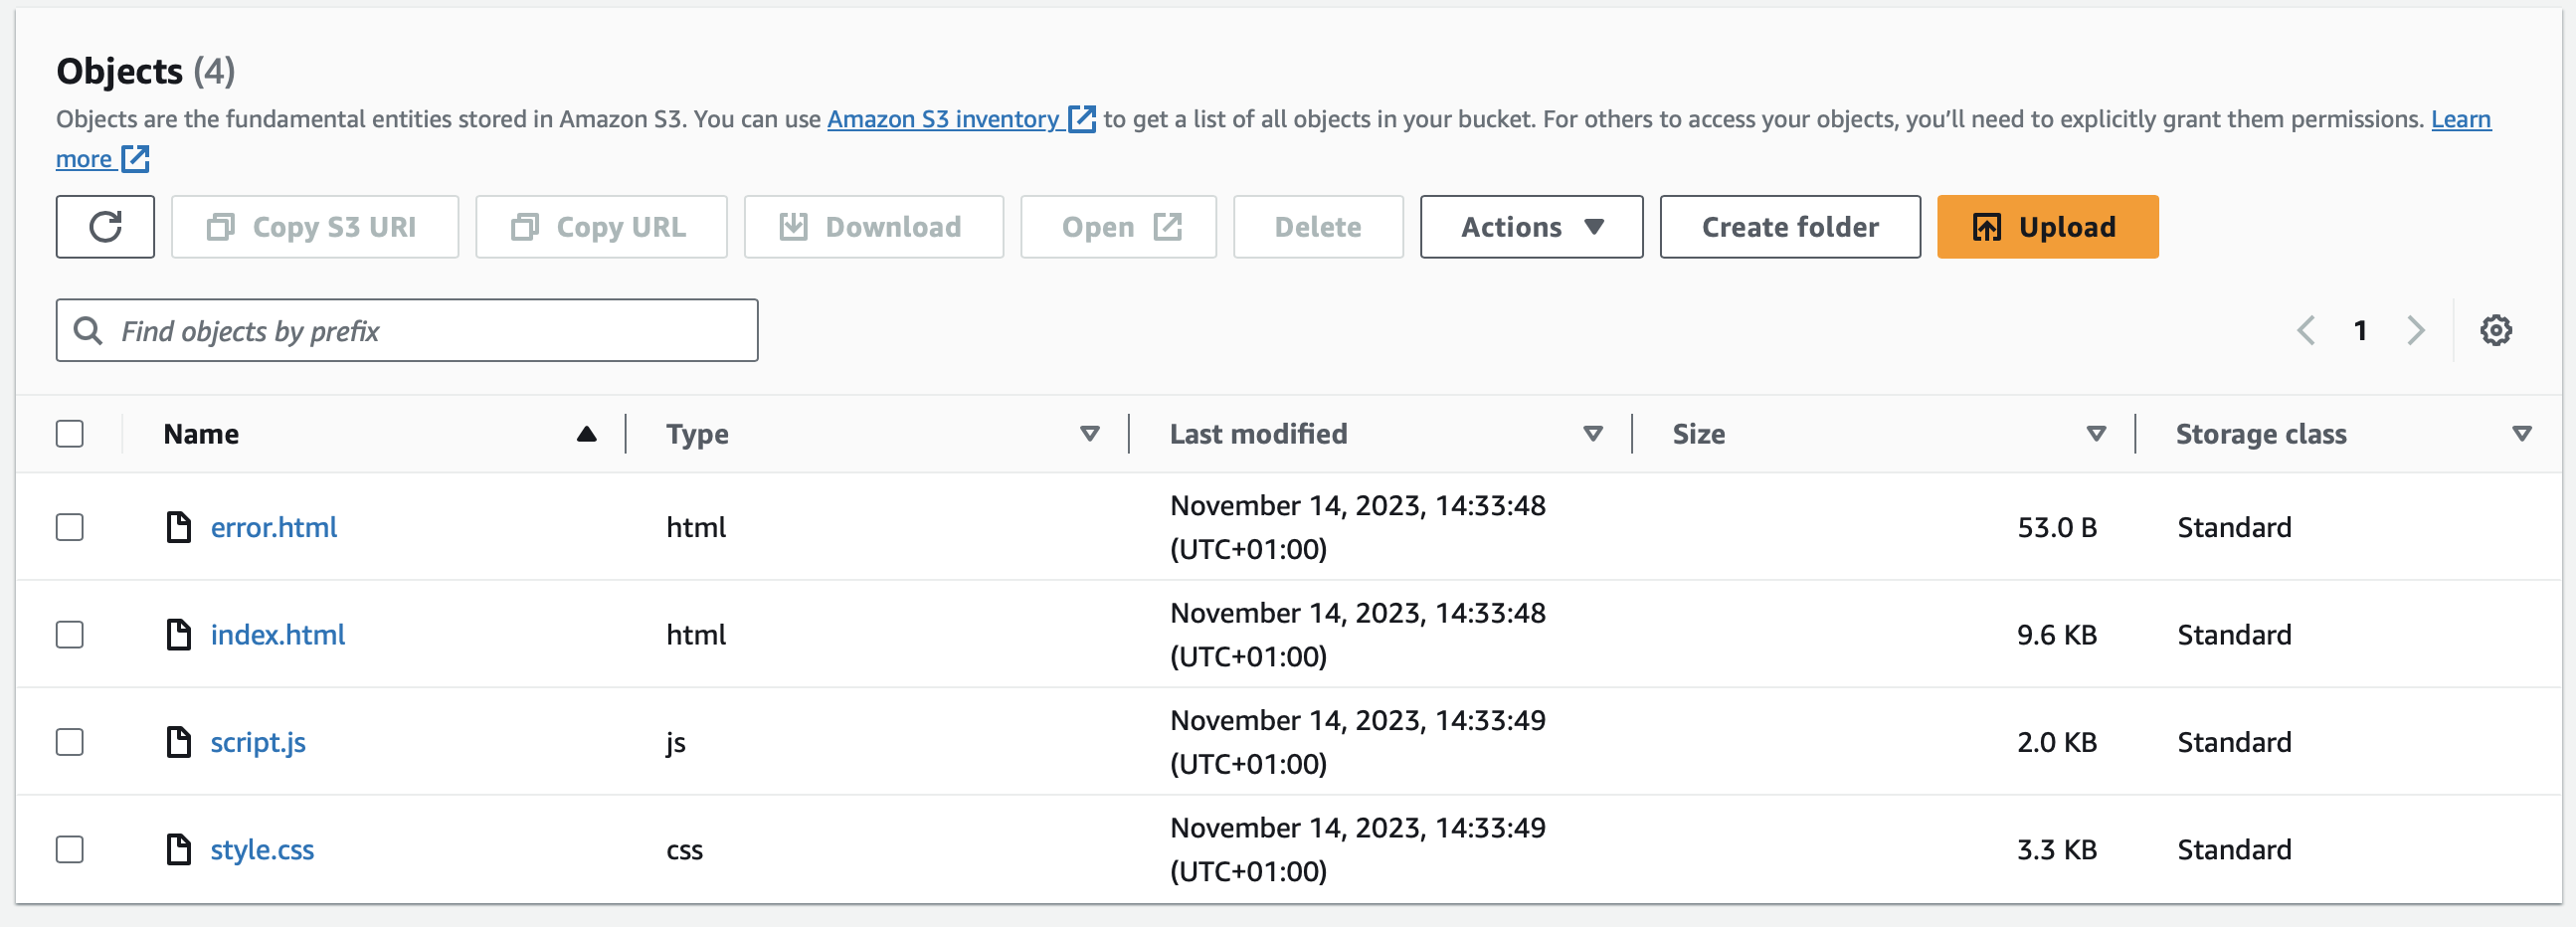 Objects (4)
Objects are the fundamental entities stored in Amazon S3. You can use Amazon S3 inventory to get a list of all objects in your bucket. For others to access your objects, you’ll need to explicitly grant them permissions. Learn
more
Copy S3 URI Copy URL Download Open Delete Actions Create folder Upload
Find objects by prefix 1
Name Type Last modified Size Storage class
error.html html November 14, 2023, 14:33:48 53.0 B Standard
(UTC+01:00)
index.html html November 14, 2023, 14:33:48 9.6 KB Standard
(UTC+01:00)
script.js js November 14, 2023, 14:33:49 2.0 KB Standard
(UTC+01:00)
style.css css November 14, 2023, 14:33:49 3.3 KB Standard
(UTC+01:00)